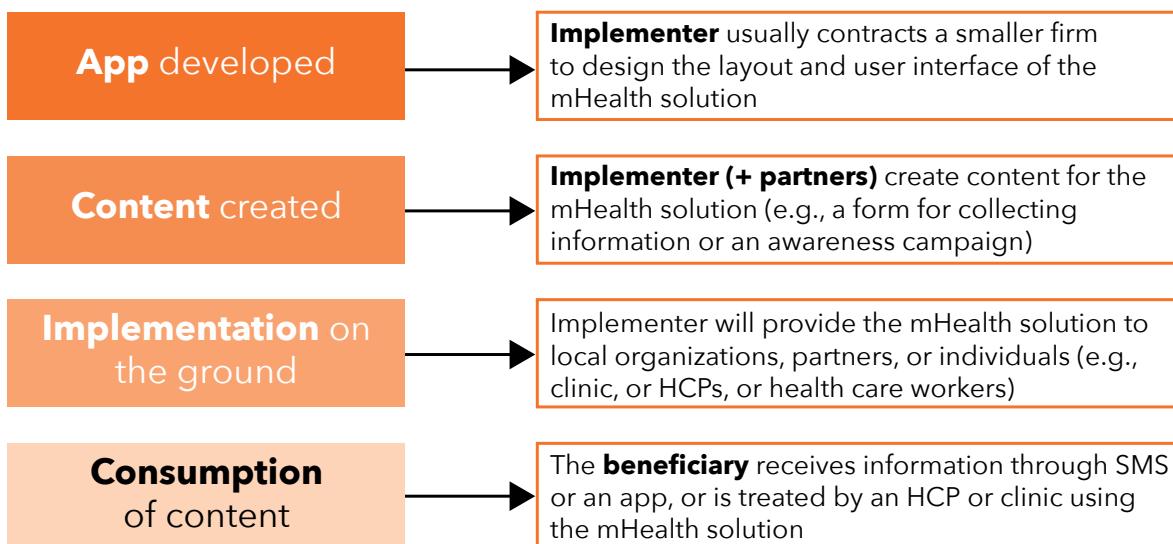 App developed
Implementer usually contracts a smaller firm
to design the layout and user interface of the
mHealth solution
Content created
Implementer (+ partners) create content for the
mHealth solution (e.g., a form for collecting
information or an awareness campaign)
Implementation on
the ground
Implementer will provide the mHealth solution to
local organizations, partners, or individuals (e.g.,
clinic, or HCPs, or health care workers)
Consumption
of content
The beneficiary receives information through SMS
or an app, or is treated by an HCP or clinic using
the mHealth solution